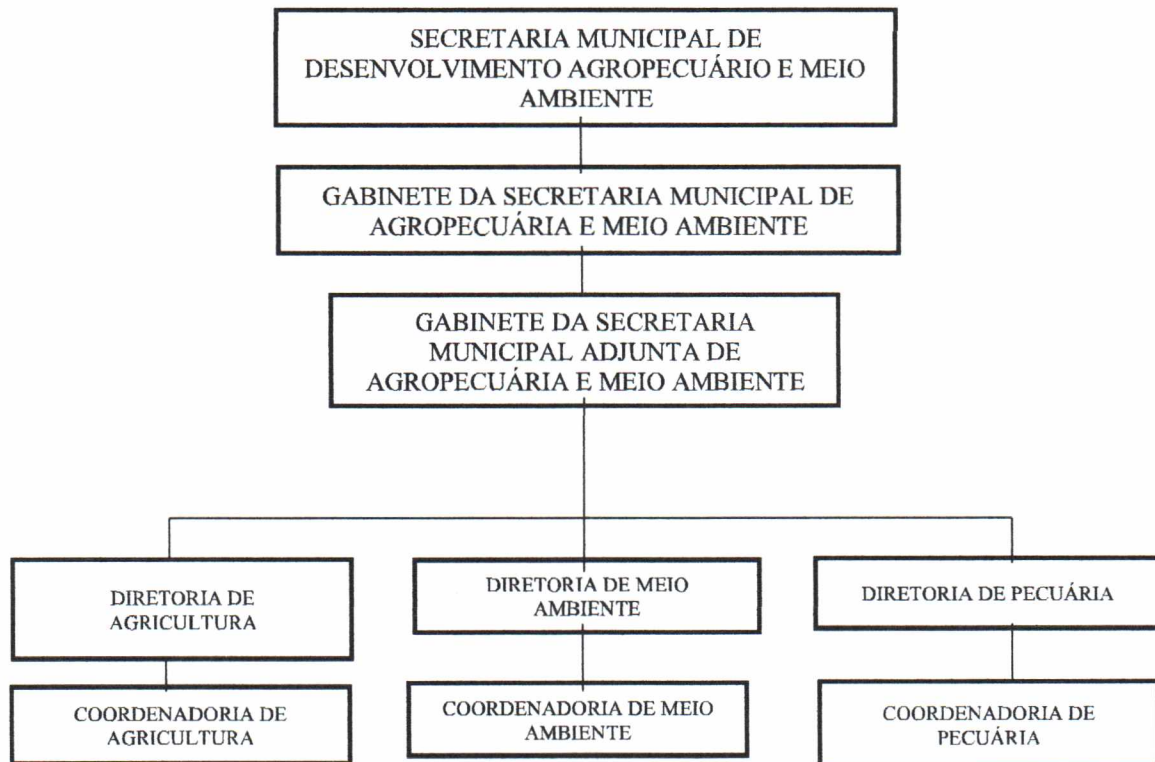 SECRETARIA MUNICIPAL DE
DESENVOLVIMENTO AGROPECUÁRIO E MEIO
AMBIENTE
GABINETE DA SECRETARIA MUNICIPAL DE
AGROPECUÁRIA E MEIO AMBIENTE
GABINETE DA SECRETARIA
MUNICIPAL ADJUNTA DE
AGROPECUÁRIA E MEIO AMBIENTE
DIRETORIA DE
AGRICULTURA
DIRETORIA DE MEIO
AMBIENTE
DIRETORIA DE PECUÁRIA
COORDENADORIA DE
AGRICULTURA
COORDENADORIA DE MEIO
AMBIENTE
COORDENADORIA DE
PECUÁRIA